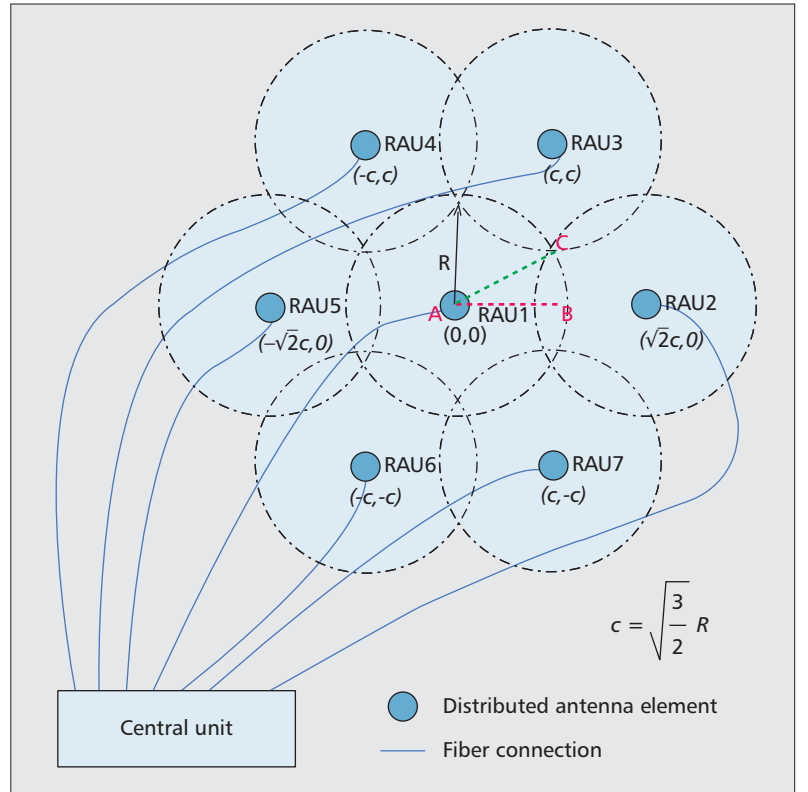 RAU4
(-c,c)
RAU3
(c,c)
R
C
RAU5
(–√2c,0)
A
RAU1
(0,0)
B
RAU2
(√2c,0)
RAU6
(-c,-c)
RAU7
(c,-c)
c = √(3/2) R
Central unit
Distributed antenna element
Fiber connection